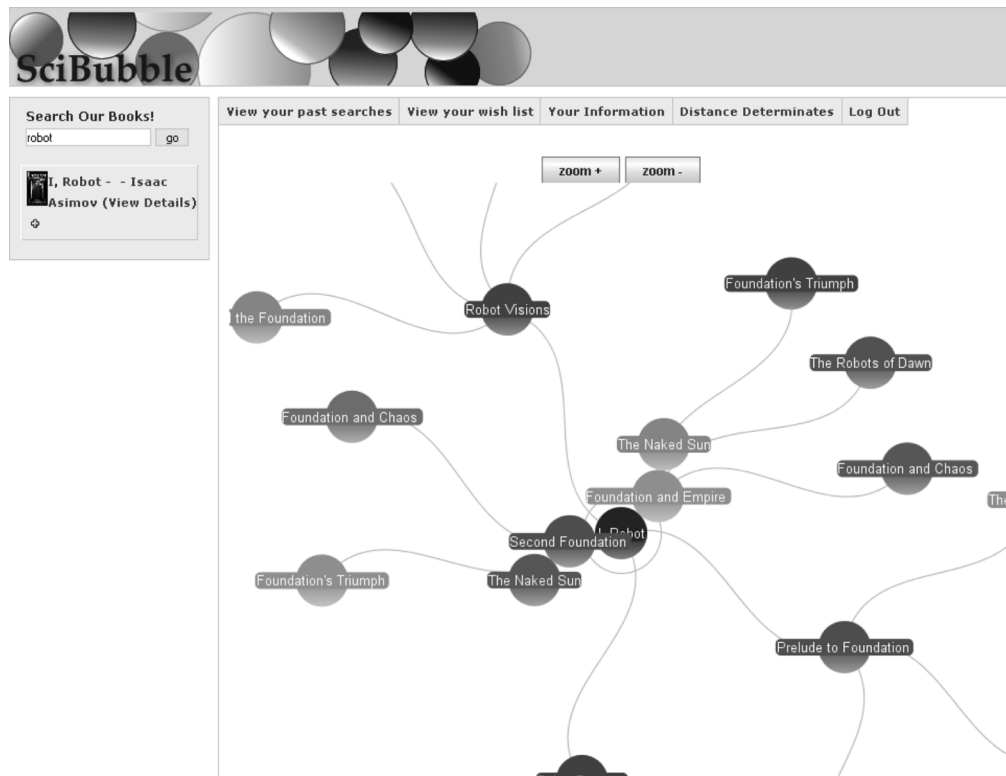 SciBubble
Search Our Books!
robot
go
I, Robot - - Isaac
Asimov (View Details)
View your past searches
View your wish list
Your Information
Distance Determinates
Log Out
zoom +
zoom -
Foundation's Triumph
Robot Visions
the Foundation
The Robots of Dawn
Foundation and Chaos
The Naked Sun
Foundation and Chaos
Foundation and Empire
I, Robot
Second Foundation
The Naked Sun
Foundation's Triumph
Prelude to Foundation